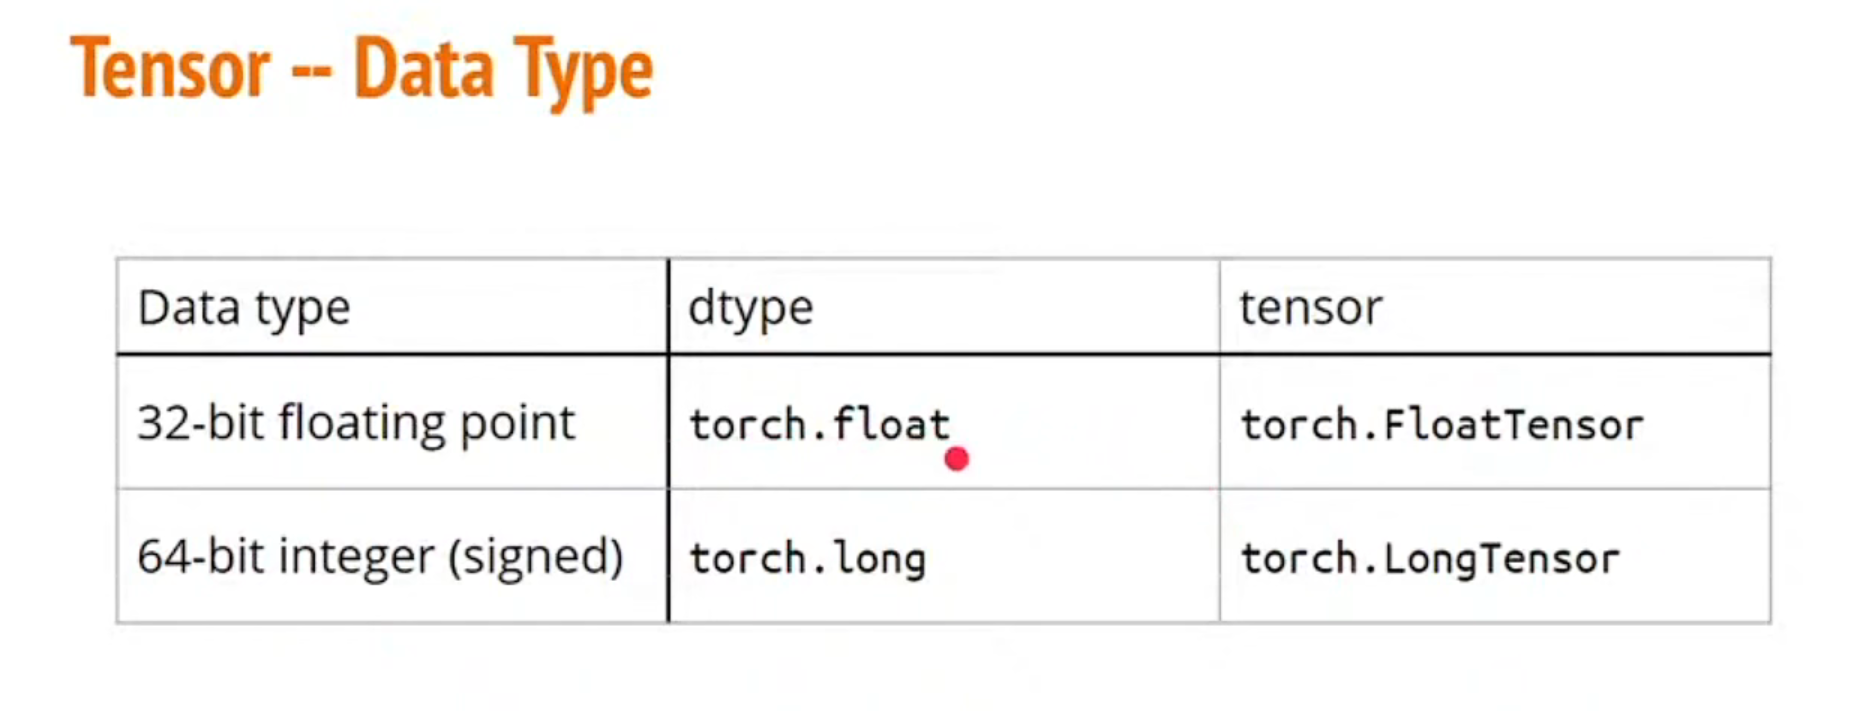 Tensor -- Data Type
Data type dtype tensor
32-bit floating point torch.float torch.FloatTensor
64-bit integer (signed) torch.long torch.LongTensor